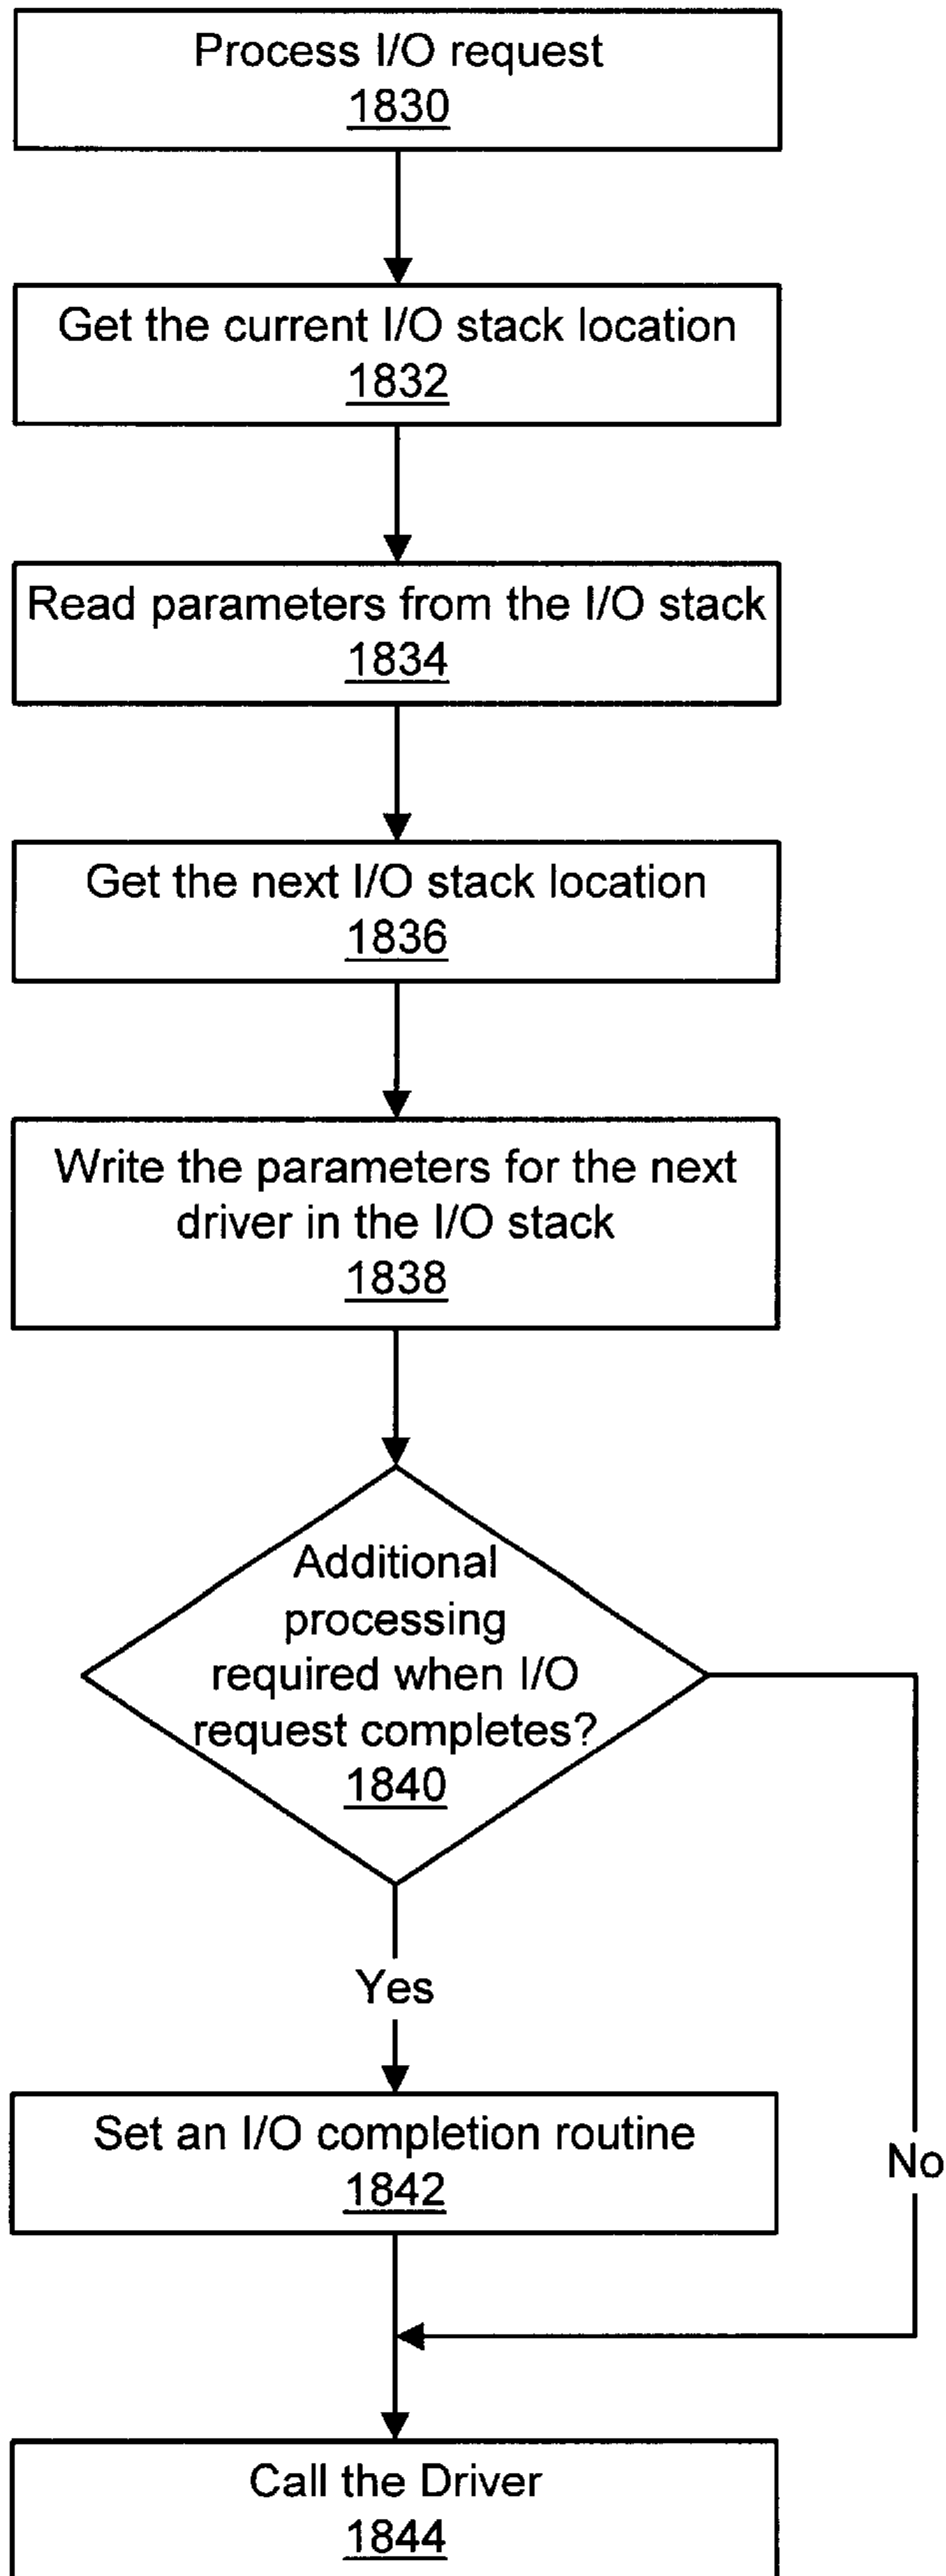 Process I/O request
1830
Get the current I/O stack location
1832
Read parameters from the I/O stack
1834
Get the next I/O stack location
1836
Write the parameters for the next
driver in the I/O stack
1838
Additional
processing
required when I/O
request completes?
1840
Yes
Set an I/O completion routine
1842
No
Call the Driver
1844